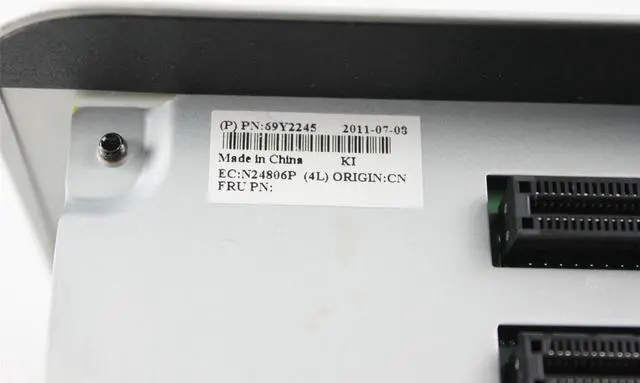 (P) PN:69Y2245 2011-07-08
Made in China KI
EC:N24806P (4L) ORIGIN:CN
FRU PN: